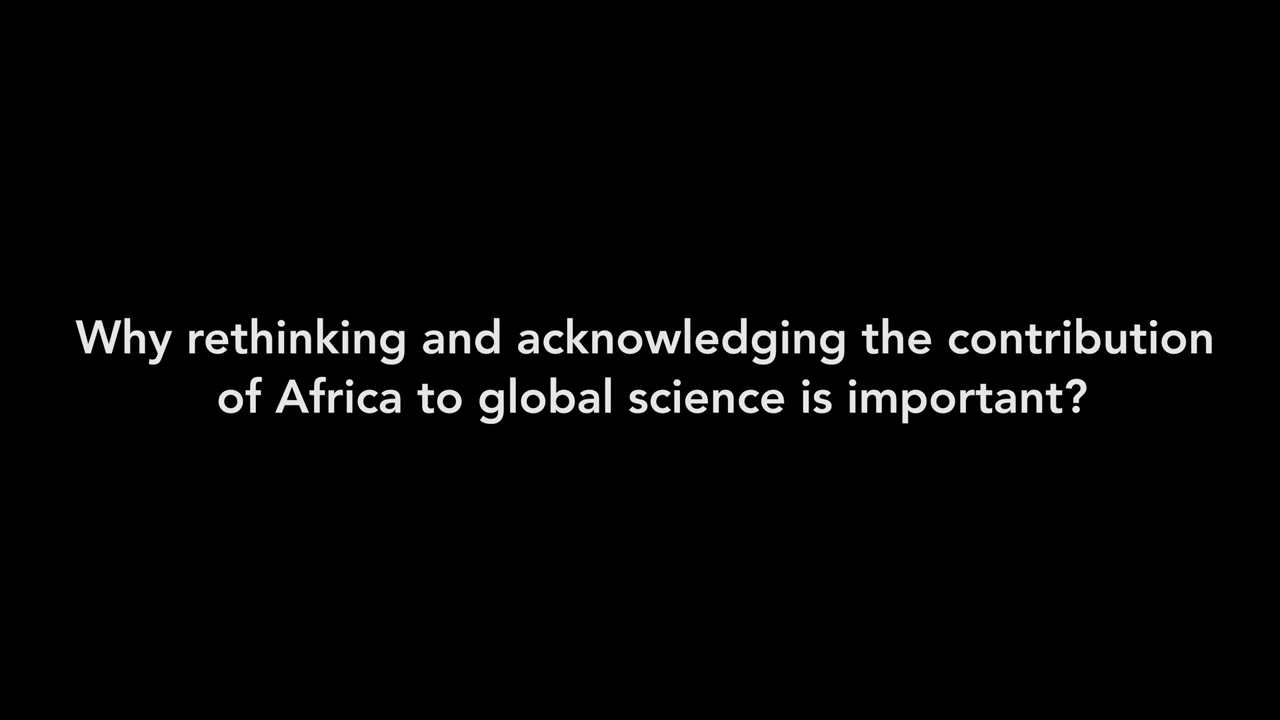 Why rethinking and acknowledging the contribution
of Africa to global science is important?